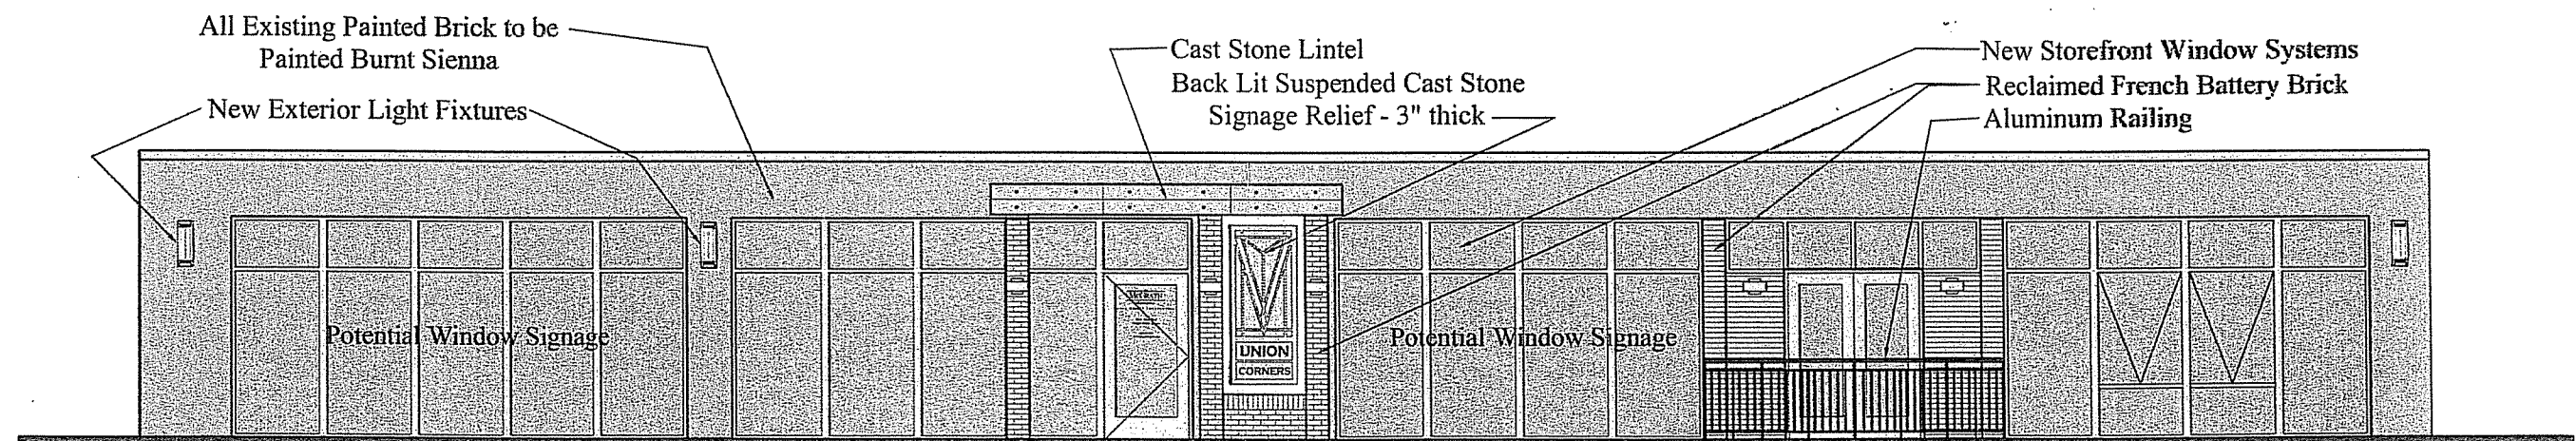 All Existing Painted Brick to be
Painted Burnt Sienna
New Exterior Light Fixtures
Cast Stone Lintel
Back Lit Suspended Cast Stone
Signage Relief - 3" thick
New Storefront Window Systems
Reclaimed French Battery Brick
Aluminum Railing
Potential Window Signage
UNION
CORNERS
Potential Window Signage